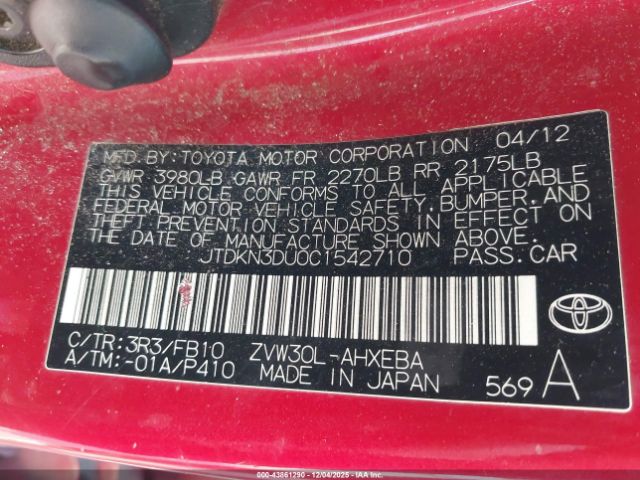 MFD. BY: TOYOTA MOTOR CORPORATION 04/12
GVWR 3980LB GAWR FR 2270LB RR 2175LB
THIS VEHICLE CONFORMS TO ALL APPLICABLE
FEDERAL MOTOR VEHICLE SAFETY, BUMPER, AND
THEFT PREVENTION STANDARDS IN EFFECT ON
THE DATE OF MANUFACTURE SHOWN ABOVE.
JTDKN3DU0C1542710 PASS. CAR
C/TR: 3R3/FB10 ZVW30L-AHXEBA
A/TM: -01A/P410 MADE IN JAPAN 569 A
000-43861290 - 12/04/2025 - IAAI